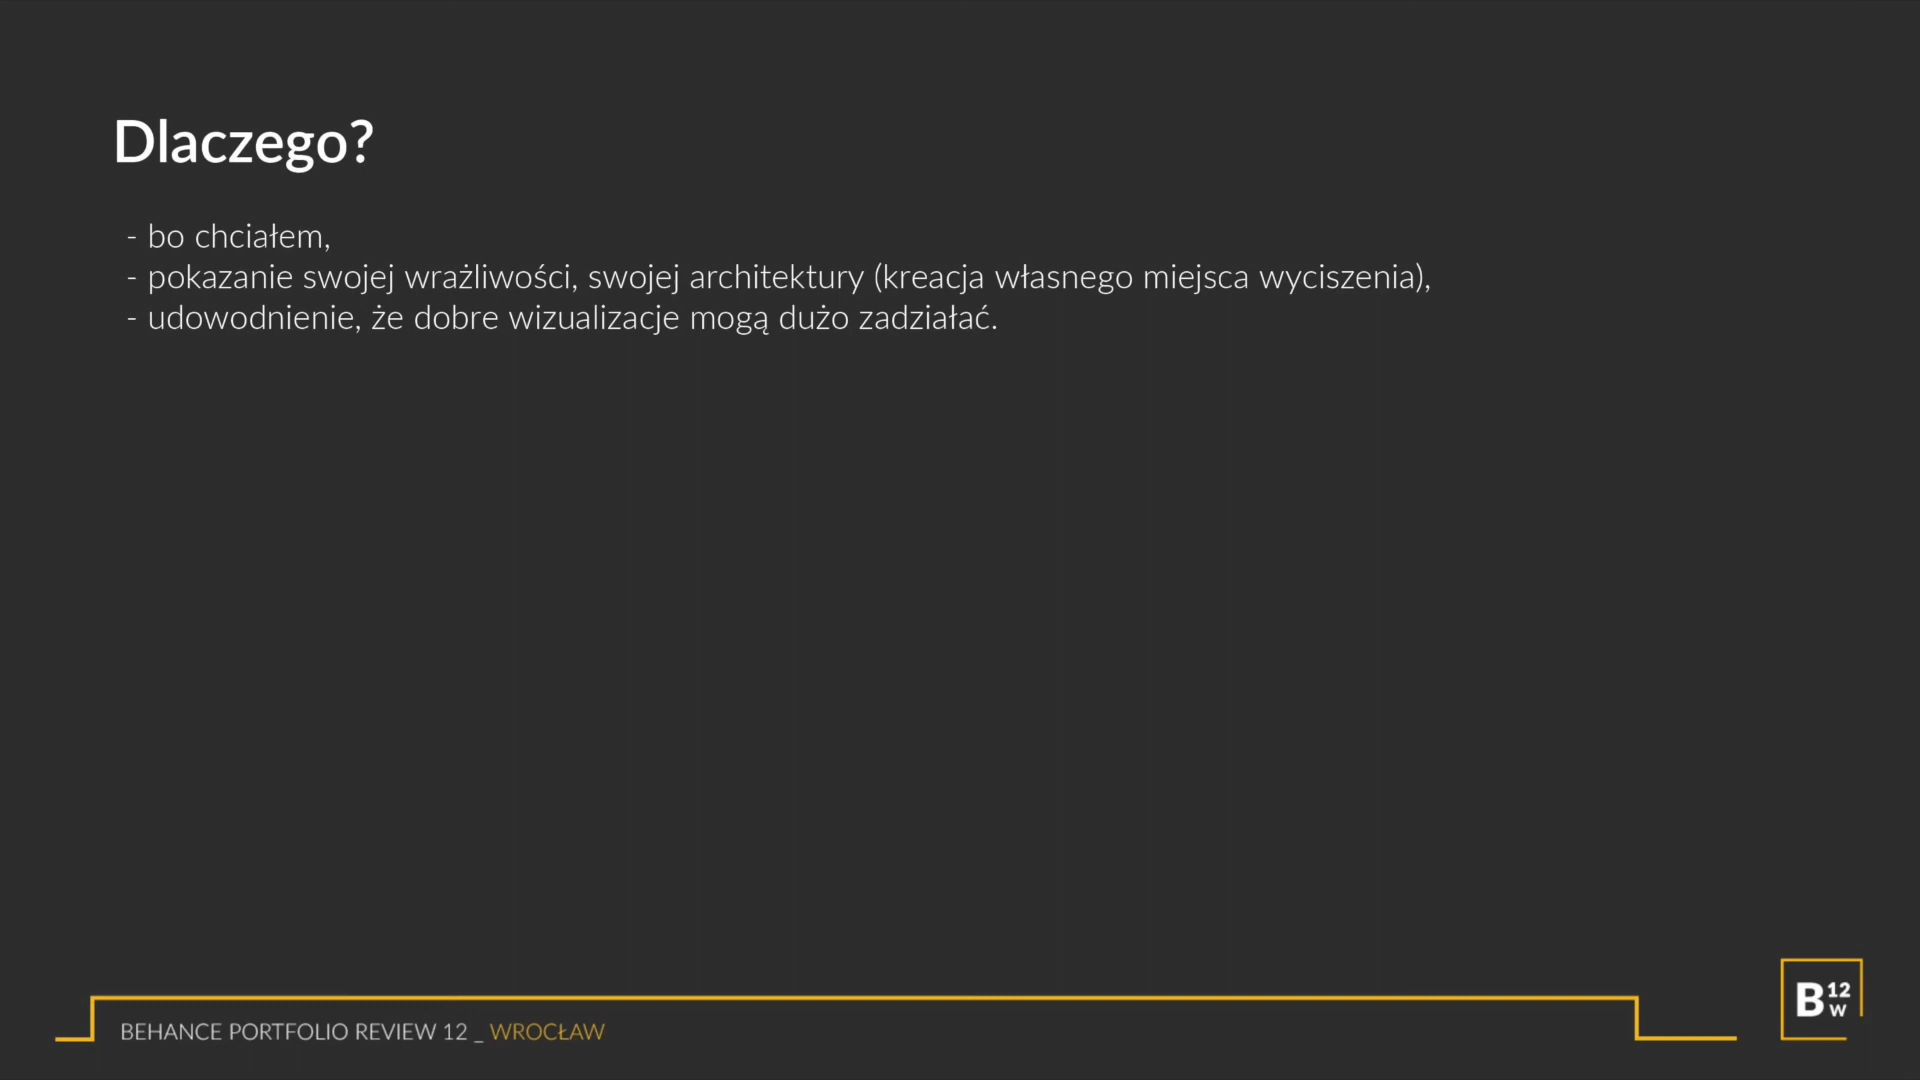 Dlaczego?
- bo chciałem,
- pokazanie swojej wrażliwości, swojej architektury (kreacja własnego miejsca wyciszenia),
- udowodnienie, że dobre wizualizacje mogą dużo zadziałać.
BEHANCE PORTFOLIO REVIEW 12 _ WROCŁAW
B 12 W